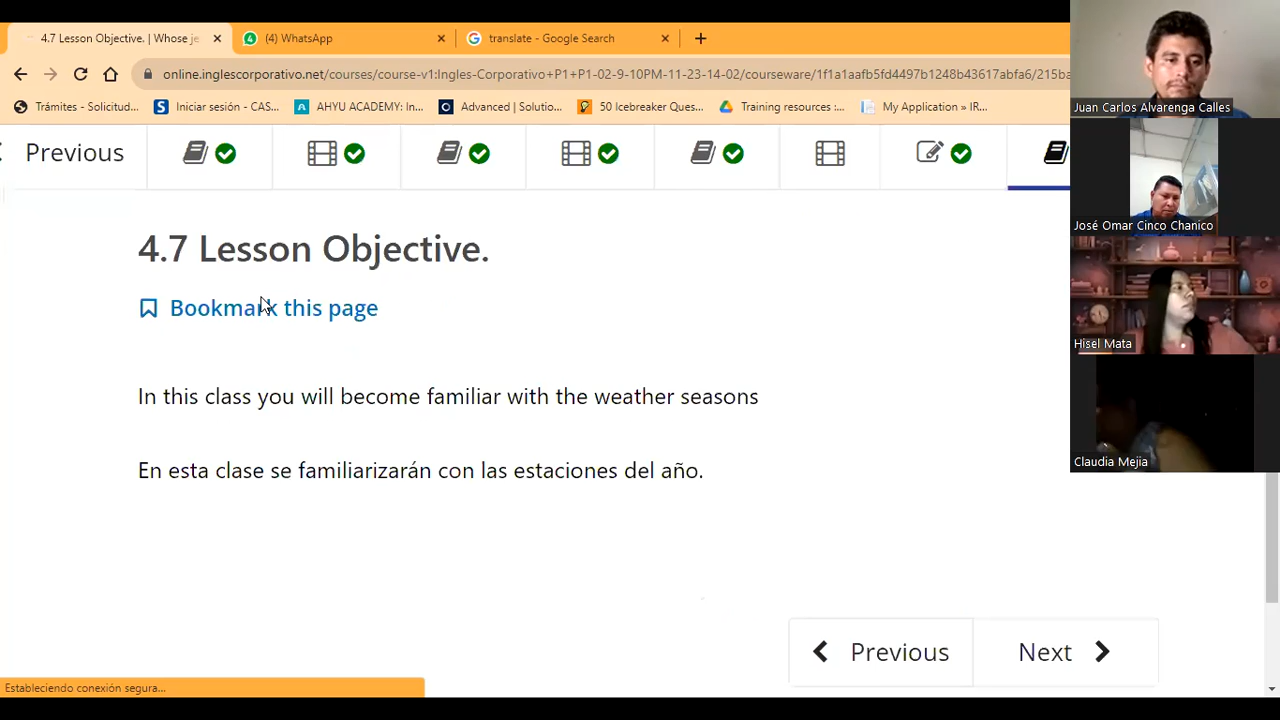 4.7 Lesson Objective. | Whose je
(4) WhatsApp
translate - Google Search
online.inglescorporativo.net/courses/course-v1:Ingles-Corporativo+P1+P1-02-9-10PM-11-23-14-02/courseware/1f1a1aafb5fd4497b1248b43617abfa6/215ba
Trámites - Solicitud...
Iniciar sesión - CAS...
AHYU ACADEMY: In...
Advanced | Solutio...
50 Icebreaker Ques...
Training resources :...
My Application » IR...
Previous
4.7 Lesson Objective.
Bookmark this page
In this class you will become familiar with the weather seasons
En esta clase se familiarizarán con las estaciones del año.
Previous
Next
Estableciendo conexión segura...
Juan Carlos Alvarenga Calles
José Omar Cinco Chanico
Hisel Mata
Claudia Mejia